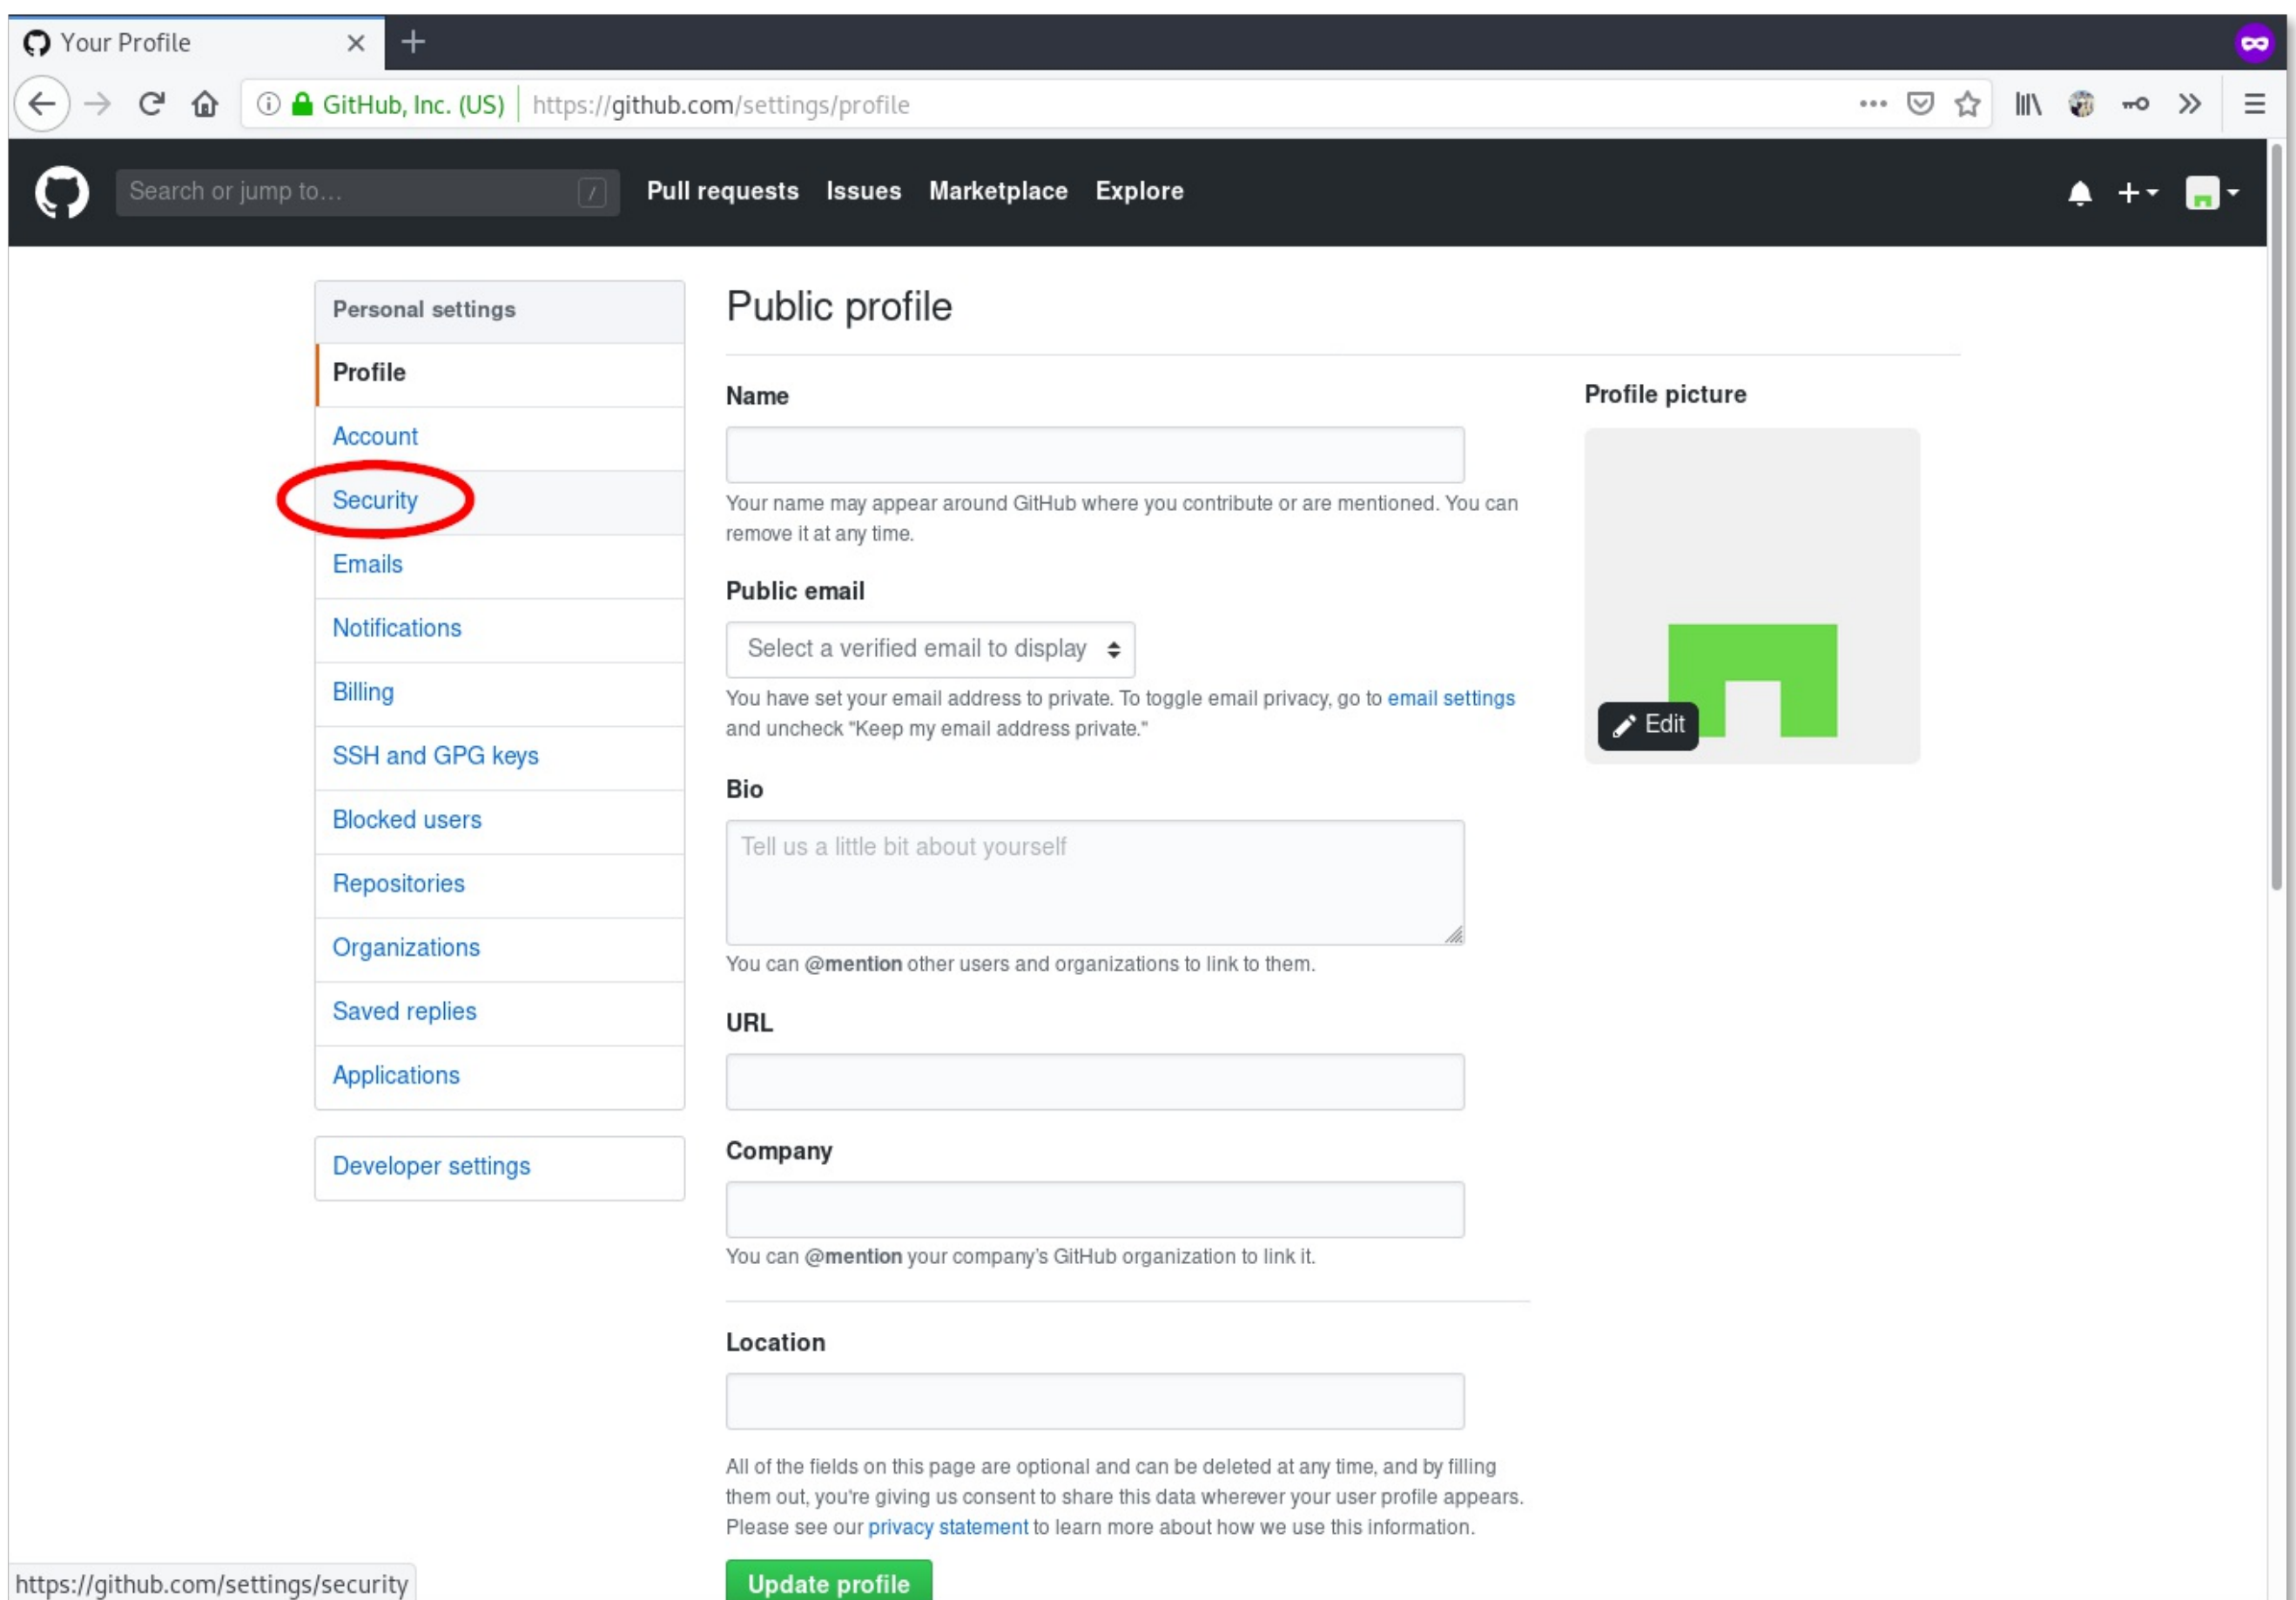 Your Profile
GitHub, Inc. (US) https://github.com/settings/profile
Search or jump to… /
Pull requests Issues Marketplace Explore
Personal settings
Profile
Account
Security
Emails
Notifications
Billing
SSH and GPG keys
Blocked users
Repositories
Organizations
Saved replies
Applications
Developer settings
Public profile
Name
Your name may appear around GitHub where you contribute or are mentioned. You can
remove it at any time.
Public email
Select a verified email to display
You have set your email address to private. To toggle email privacy, go to email settings
and uncheck "Keep my email address private."
Bio
Tell us a little bit about yourself
You can @mention other users and organizations to link to them.
URL
Company
You can @mention your company's GitHub organization to link it.
Location
All of the fields on this page are optional and can be deleted at any time, and by filling
them out, you're giving us consent to share this data wherever your user profile appears.
Please see our privacy statement to learn more about how we use this information.
Update profile
Profile picture
Edit
https://github.com/settings/security